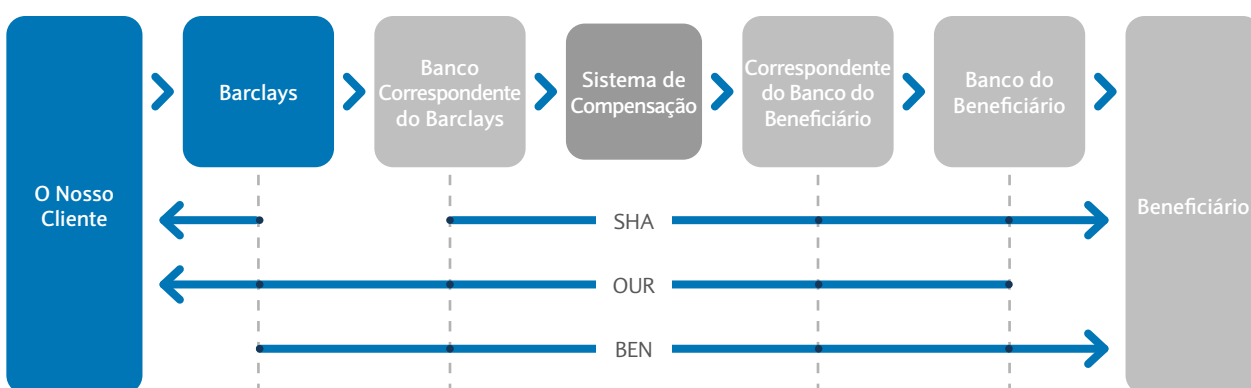 O Nosso
Cliente
Barclays
Banco
Correspondente
do Barclays
Sistema de
Compensação
Correspondente
do Banco do
Beneficiário
Banco do
Beneficiário
Beneficiário
SHA
OUR
BEN